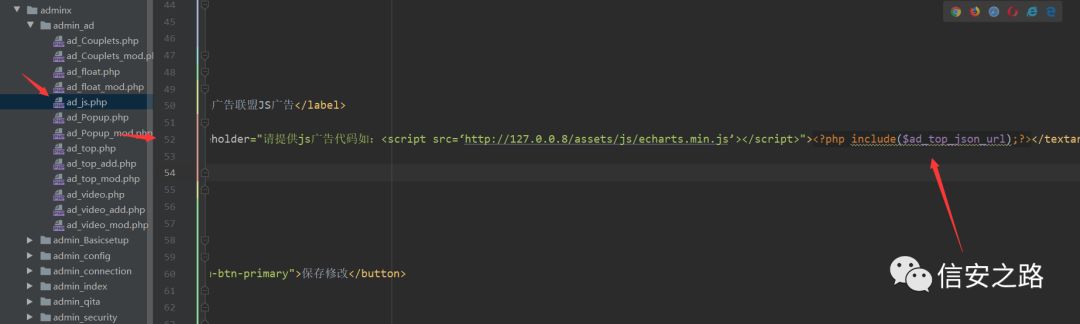 adminx
admin_ad
ad_Couplets.php
ad_Couplets_mod.p
ad_float.php
ad_float_mod.php
ad_js.php
ad_Popup.php
ad_Popup_mod.php
ad_top.php
ad_top_add.php
ad_top_mod.php
ad_video.php
ad_video_add.php
ad_video_mod.php
admin_Basicsetup
admin_config
admin_connection
admin_index
admin_qita
admin_security
44
45
46
47
48
49
50 广告联盟JS广告</label>
51
52 eholder="请提供js广告代码如：<script src=‘http://127.0.0.8/assets/js/echarts.min.js’></script>"><?php include($ad_top_json_url);?></textar
53
54
55
56
57
58
59
60 -btn-primary">保存修改</button>
61
62
信安之路